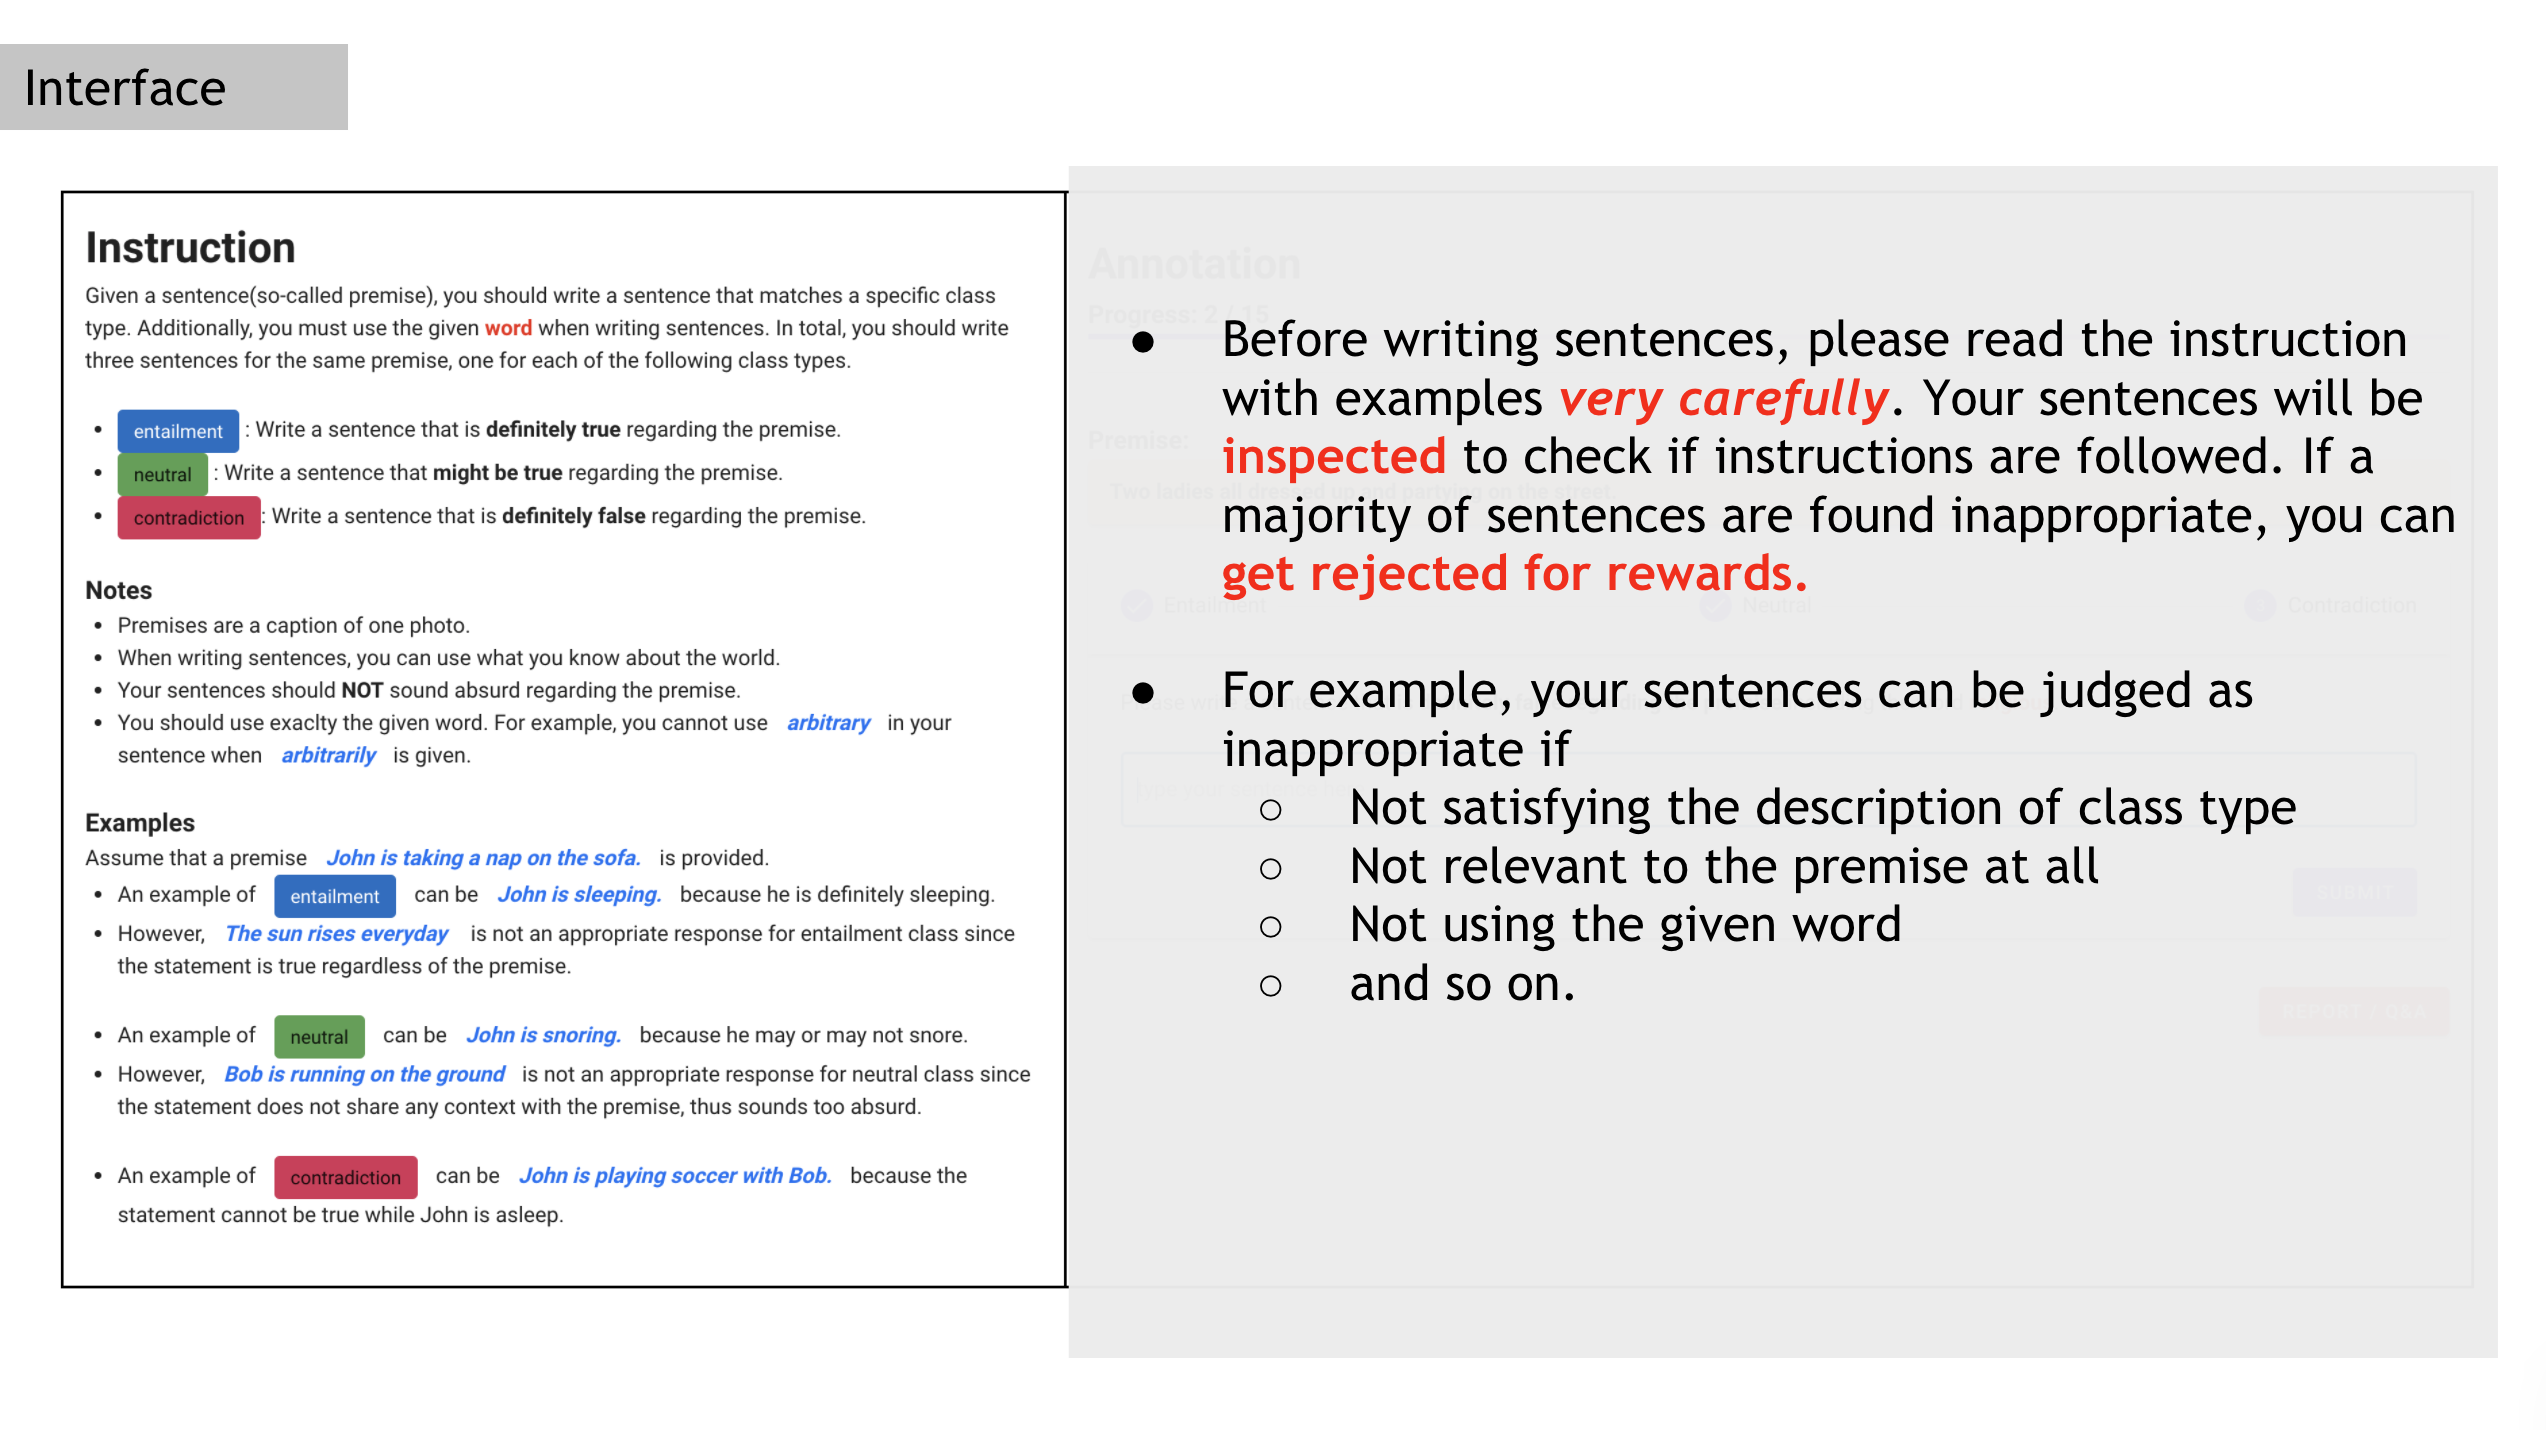 Interface
Instruction
Given a sentence(so-called premise), you should write a sentence that matches a specific class
type. Additionally, you must use the given word when writing sentences. In total, you should write
three sentences for the same premise, one for each of the following class types.
• entailment : Write a sentence that is definitely true regarding the premise.
• neutral : Write a sentence that might be true regarding the premise.
• contradiction : Write a sentence that is definitely false regarding the premise.
Notes
• Premises are a caption of one photo.
• When writing sentences, you can use what you know about the world.
• Your sentences should NOT sound absurd regarding the premise.
• You should use exaclty the given word. For example, you cannot use arbitrary in your
sentence when arbitrarily is given.
Examples
Assume that a premise John is taking a nap on the sofa. is provided.
• An example of entailment can be John is sleeping. because he is definitely sleeping.
• However, The sun rises everyday is not an appropriate response for entailment class since
the statement is true regardless of the premise.
• An example of neutral can be John is snoring. because he may or may not snore.
• However, Bob is running on the ground is not an appropriate response for neutral class since
the statement does not share any context with the premise, thus sounds too absurd.
• An example of contradiction can be John is playing soccer with Bob. because the
statement cannot be true while John is asleep.
Annotation
Progress: 2 / 15
Premise:
Two ladies all dressed up and partying on the street.
Entailment
Neutral
Contradiction
SUBMIT
REPORT / Q&A
● Before writing sentences, please read the instruction
with examples very carefully. Your sentences will be
inspected to check if instructions are followed. If a
majority of sentences are found inappropriate, you can
get rejected for rewards.
● For example, your sentences can be judged as
inappropriate if
○ Not satisfying the description of class type
○ Not relevant to the premise at all
○ Not using the given word
○ and so on.